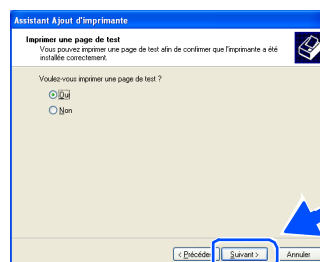 Assistant Ajout d'imprimante
Imprimer une page de test
Vous pouvez imprimer une page de test afin de confirmer que l'imprimante a été
installée correctement.
Voulez-vous imprimer une page de test ?
Oui
Non
< Précéden
Suivant >
Annuler